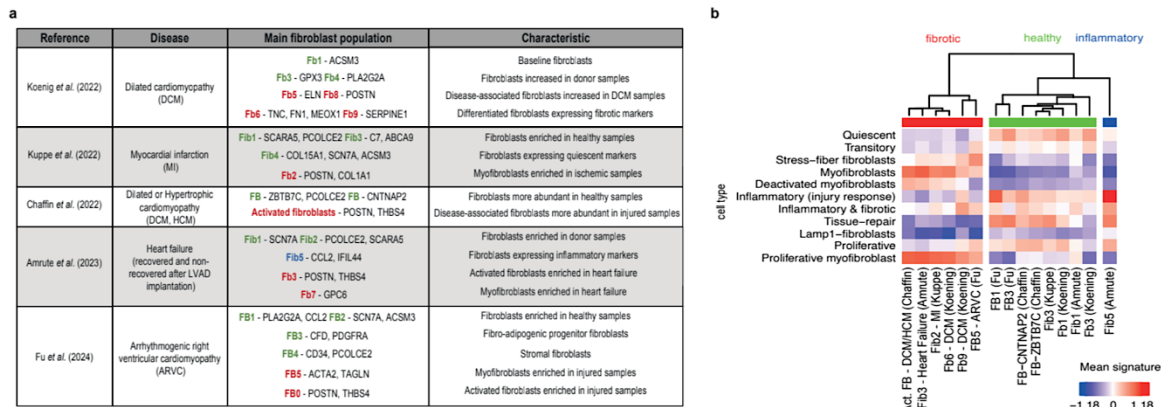 a
Reference Disease Main fibroblast population Characteristic
Koenig et al. (2022)
Dilated cardiomyopathy
(DCM)
Fb1 - ACSM3 Baseline fibroblasts
Fb3 - GPX3 Fb4 - PLA2G2A Fibroblasts increased in donor samples
Fb5 - ELN Fb8 - POSTN Disease-associated fibroblasts increased in DCM samples
Fb6 - TNC, FN1, MEOX1 Fb9 - SERPINE1 Differentiated fibroblasts expressing fibrotic markers
Kuppe et al. (2022)
Myocardial infarction
(MI)
Fib1 - SCARA5, PCOLCE2 Fib3 - C7, ABCA9 Fibroblasts enriched in healthy samples
Fib4 - COL15A1, SCN7A, ACSM3 Fibroblasts expressing quiescent markers
Fb2 - POSTN, COL1A1 Myofibroblasts enriched in ischemic samples
Chaffin et al. (2022)
Dilated or Hypertrophic
cardiomyopathy
(DCM, HCM)
FB - ZBTB7C, PCOLCE2 FB - CNTNAP2 Fibroblasts more abundant in healthy samples
Activated fibroblasts - POSTN, THBS4 Disease-associated fibroblasts more abundant in injured samples
Amrute et al. (2023)
Heart failure
(recovered and non-
recovered after LVAD
implantation)
Fib1 - SCN7A Fib2 - PCOLCE2, SCARA5 Fibroblasts enriched in donor samples
Fib5 - CCL2, IFIL44 Fibroblasts expressing inflammatory markers
Fb3 - POSTN, THBS4 Activated fibroblasts enriched in heart failure
Fb7 - GPC6 Myofibroblasts enriched in heart failure
Fu et al. (2024)
Arrhythmogenic right
ventricular cardiomyopathy
(ARVC)
FB1 - PLA2G2A, CCL2 FB2 - SCN7A, ACSM3 Fibroblasts enriched in healthy samples
FB3 - CFD, PDGFRA Fibro-adipogenic progenitor fibroblasts
FB4 - CD34, PCOLCE2 Stromal fibroblasts
FB5 - ACTA2, TAGLN Myofibroblasts enriched in injured samples
FB0 - POSTN, THBS4 Activated fibroblasts enriched in injured samples
b
fibrotic healthy inflammatory
cell type
Quiescent
Transitory
Stress-fiber fibroblasts
Myofibroblasts
Deactivated myofibroblasts
Inflammatory (injury response)
Inflammatory & fibrotic
Tissue-repair
Lamp1-fibroblasts
Proliferative
Proliferative myofibroblast
Act. FB - DCM/HCM (Chaffin)
Fib3 - Heart Failure (Amrute)
Fib2 - MI (Kuppe)
Fb6 - DCM (Koening)
Fb9 - DCM (Koening)
FB5 - ARVC (Fu)
FB1 (Fu)
FB3 (Fu)
FB-CNTNAP2 (Chaffin)
FB-ZBTB7C (Chaffin)
Fib3 (Kuppe)
Fb1 (Koening)
Fib1 (Amrute)
Fb3 (Koening)
Fib5 (Amrute)
Mean signature
−1.18 0 1.18